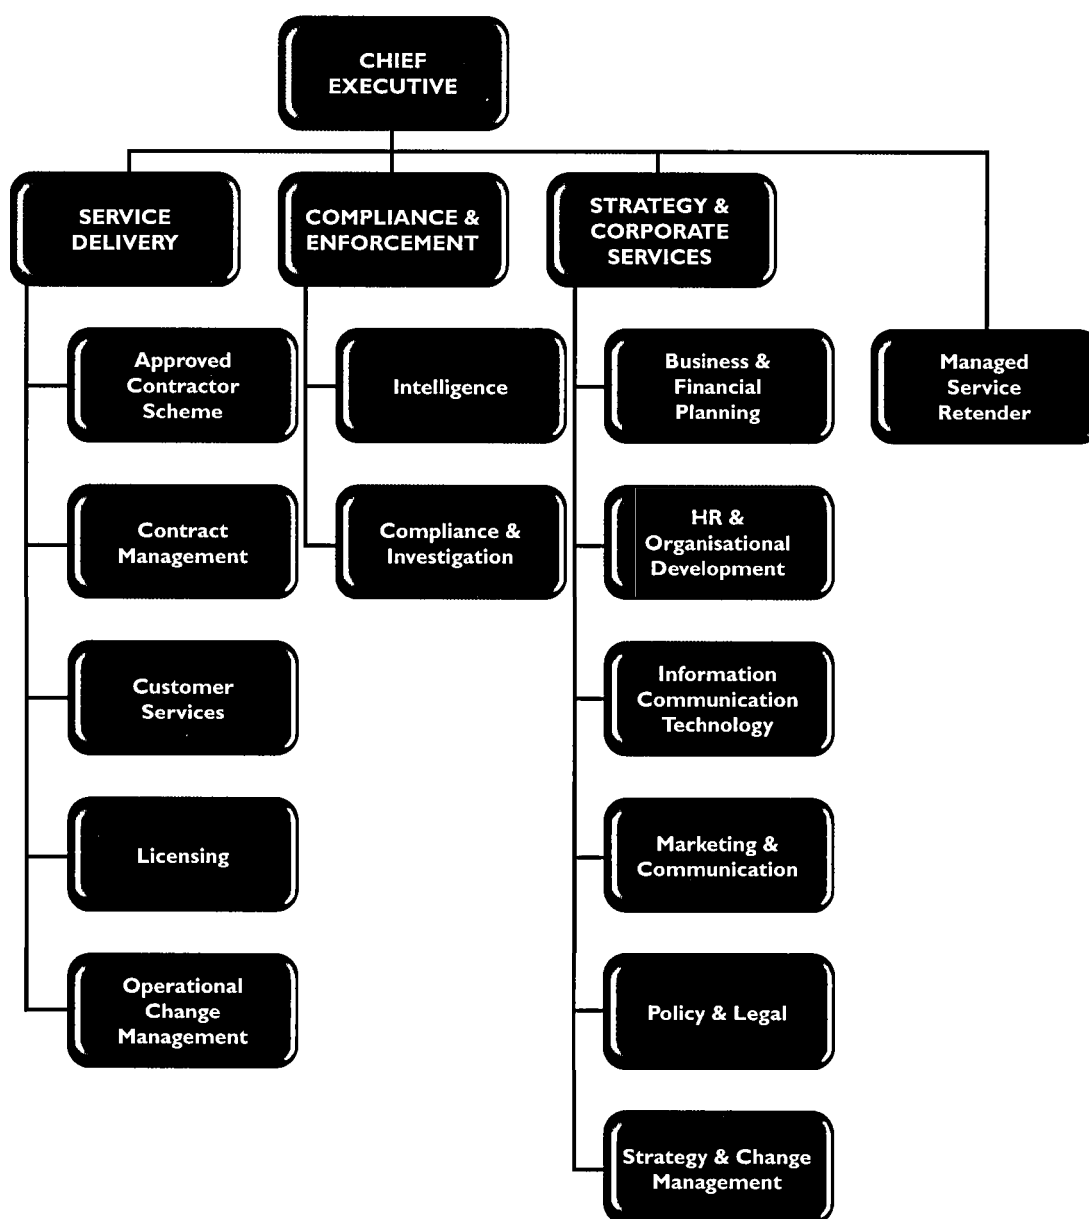 CHIEF
EXECUTIVE
SERVICE
DELIVERY
COMPLIANCE &
ENFORCEMENT
STRATEGY &
CORPORATE
SERVICES
Approved
Contractor
Scheme
Intelligence
Business &
Financial
Planning
Managed
Service
Retender
Contract
Management
Compliance &
Investigation
HR &
Organisational
Development
Customer
Services
Information
Communication
Technology
Licensing
Marketing &
Communication
Operational
Change
Management
Policy & Legal
Strategy & Change
Management